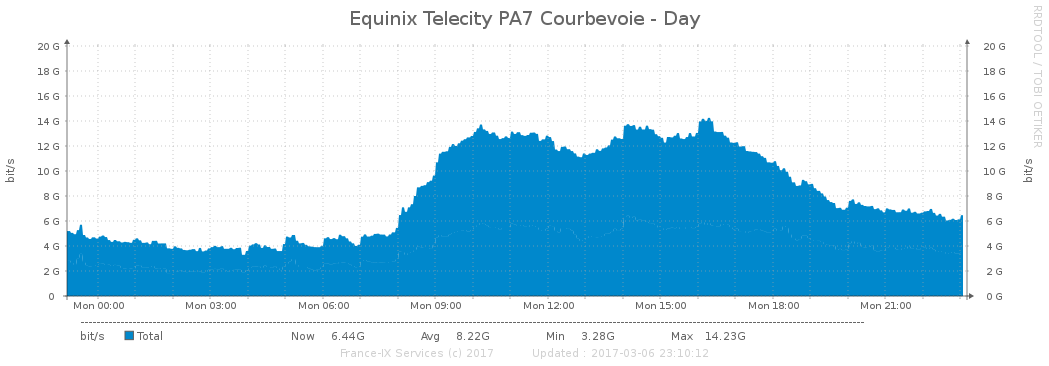 Equinix Telecity PA7 Courbevoie - Day
RRDTOOL / TOBI OETIKER
20 G 20 G
18 G 18 G
16 G 16 G
14 G 14 G
12 G 12 G
10 G 10 G
8 G 8 G
6 G 6 G
4 G 4 G
2 G 2 G
0 0 G
bit/s bit/s
Mon 00:00 Mon 03:00 Mon 06:00 Mon 09:00 Mon 12:00 Mon 15:00 Mon 18:00 Mon 21:00
bit/s Total Now 6.44G Avg 8.22G Min 3.28G Max 14.23G
France-IX Services (c) 2017 Updated : 2017-03-06 23:10:12